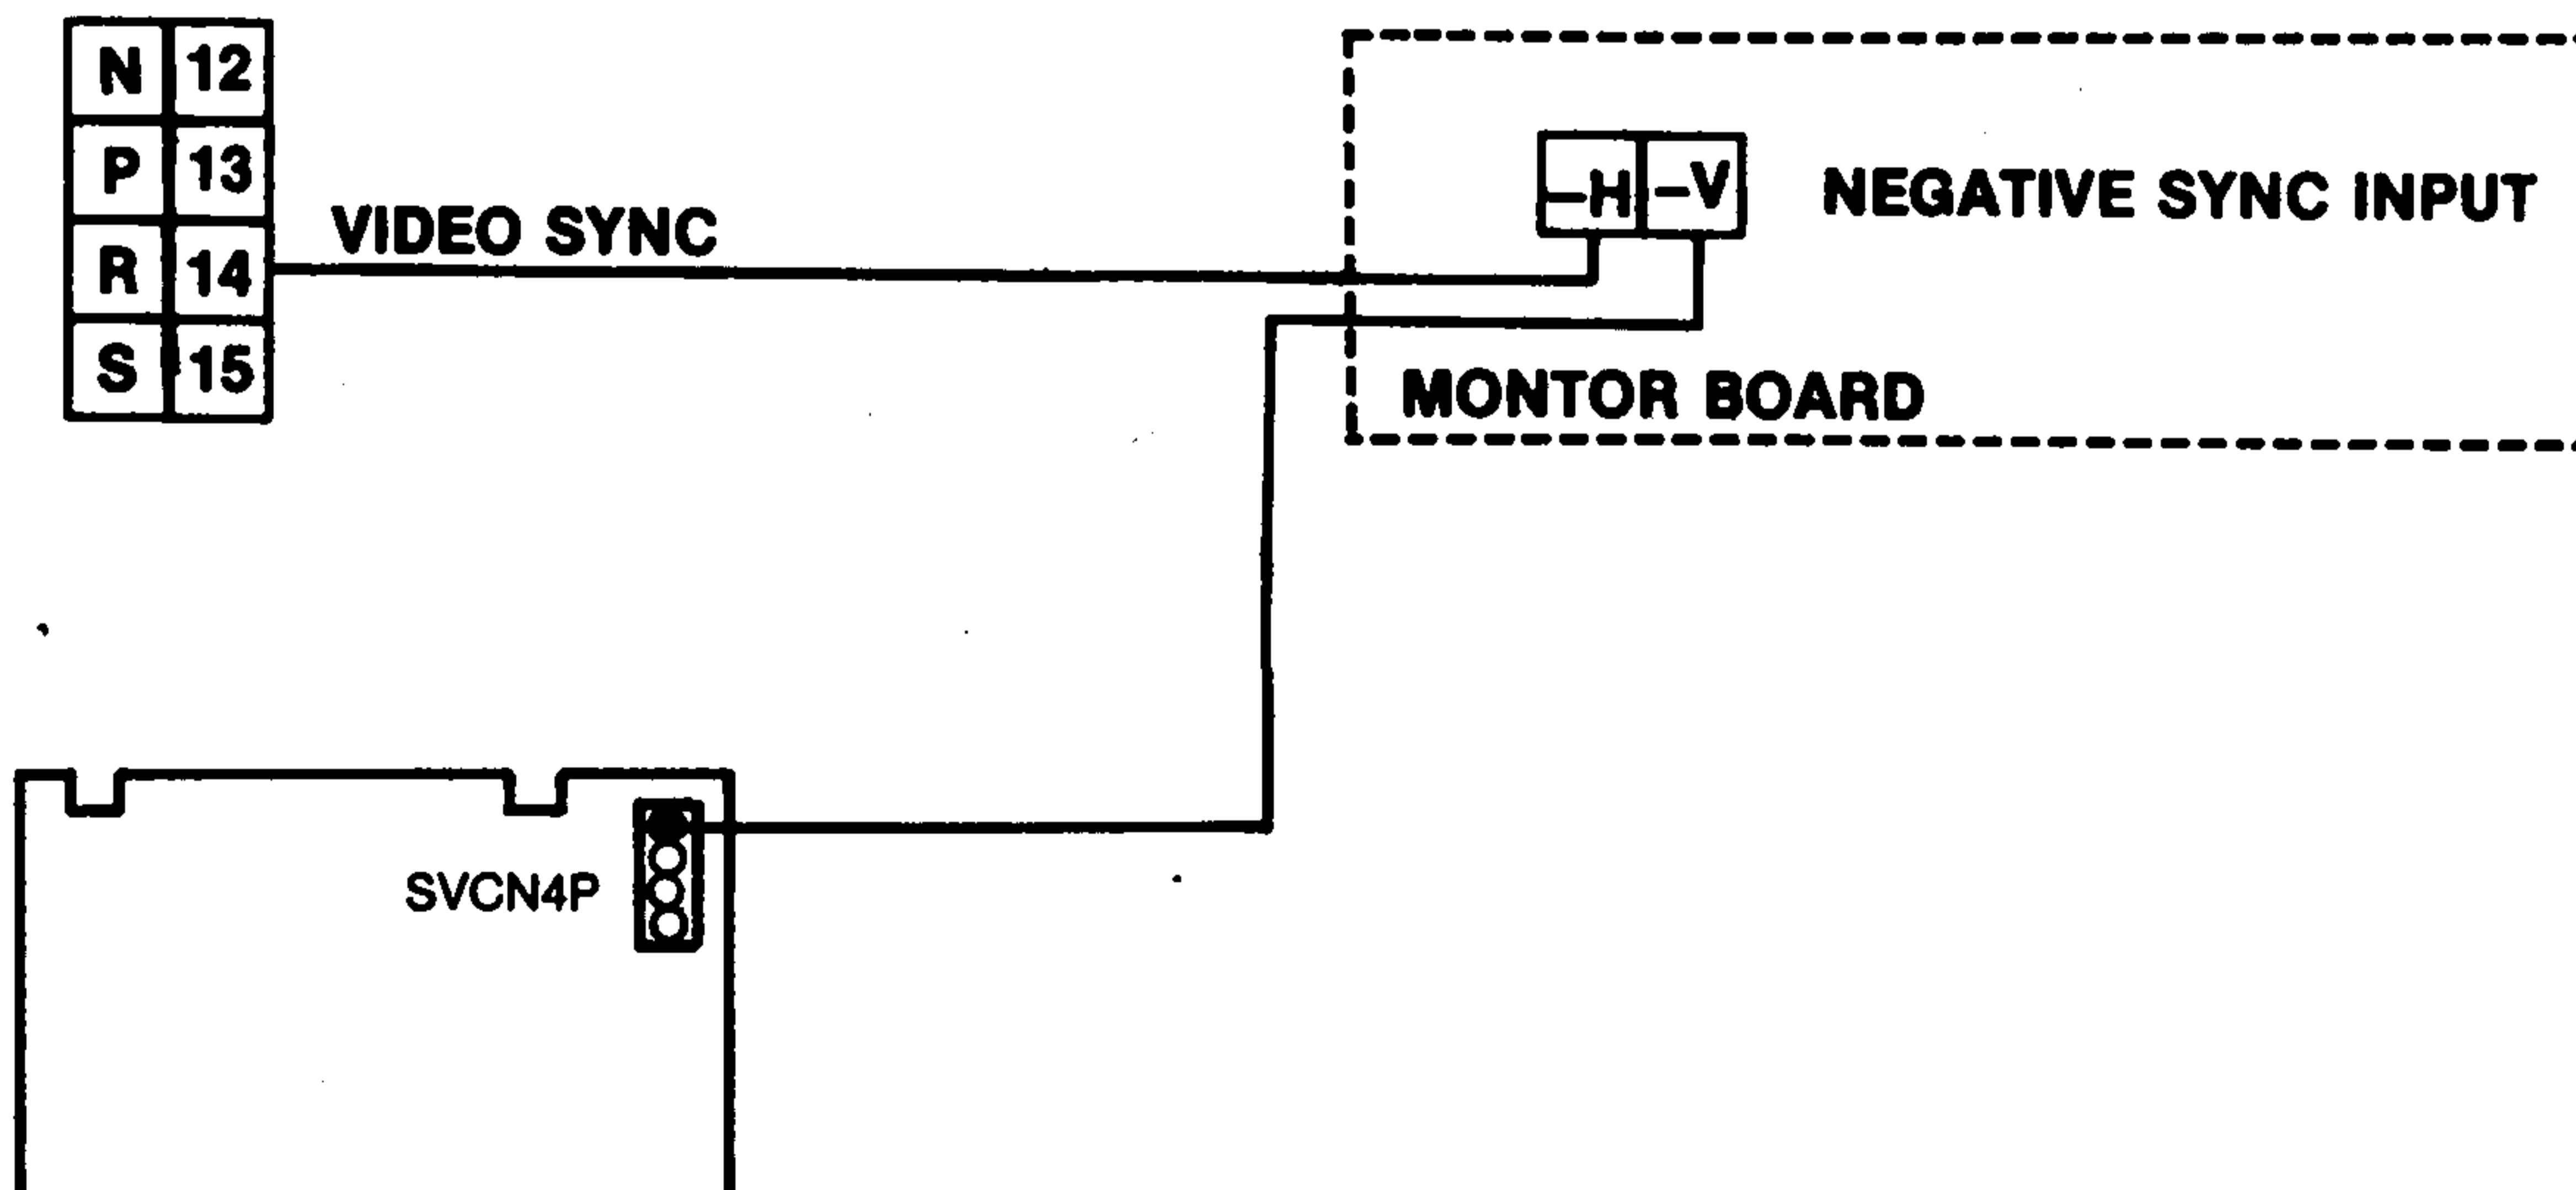 N 12
P 13
R 14
S 15
VIDEO SYNC
–H –V
NEGATIVE SYNC INPUT
MONTOR BOARD
SVCN4P